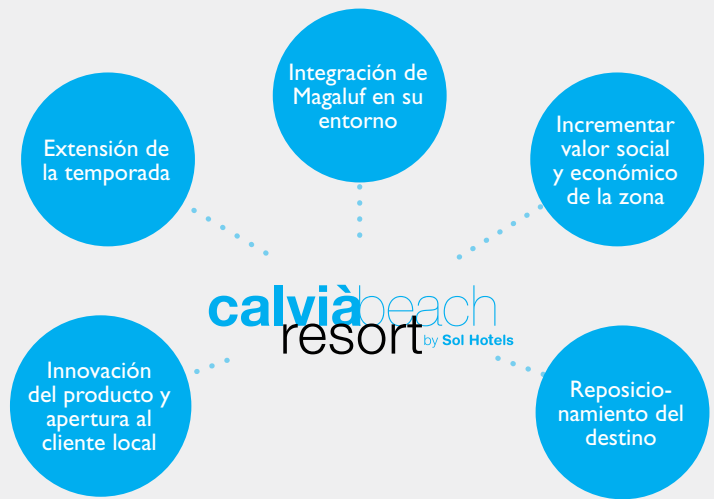 Integración de
Magaluf en su
entorno
Extensión de
la temporada
Incrementar
valor social
y económico
de la zona
calviàbeach
resort by Sol Hotels
Innovación
del producto y
apertura al
cliente local
Reposicio-
namiento del
destino